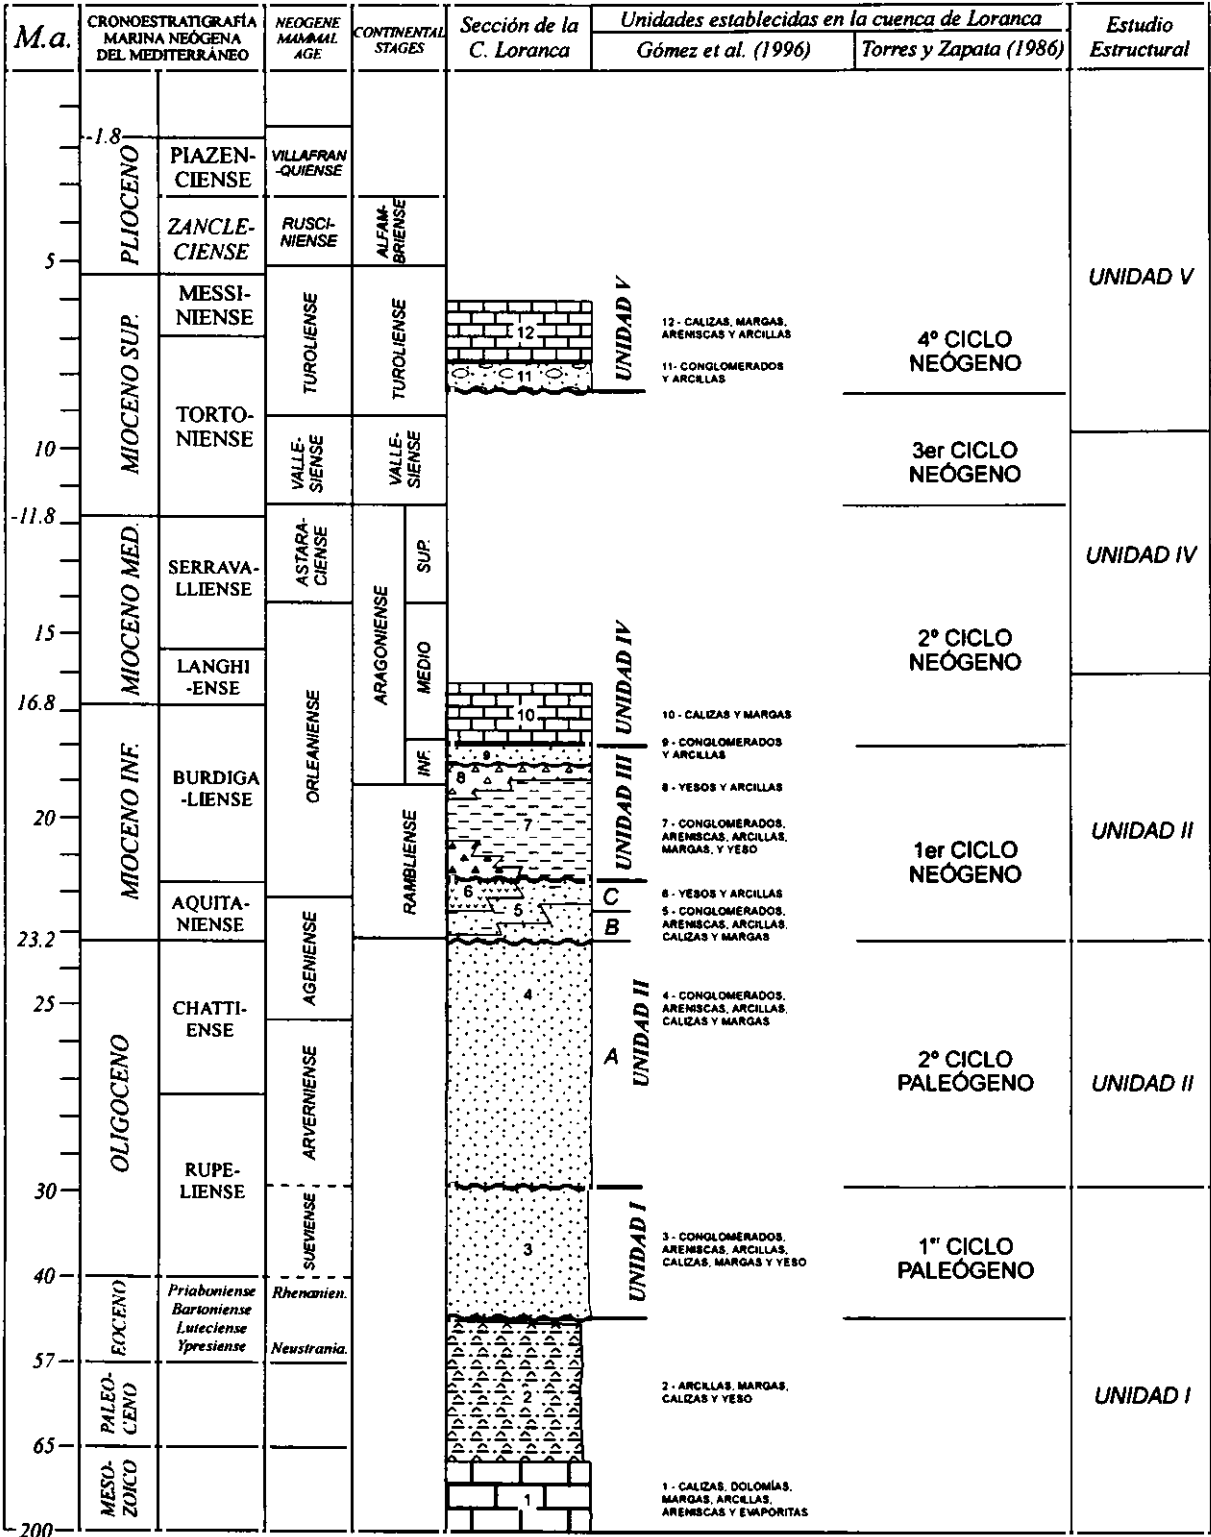 M.a.
CRONOESTRATIGRAFÍA
MARINA NEÓGENA
DEL MEDITERRÁNEO
NEOGENE
MAMMAL
AGE
CONTINENTAL
STAGES
Sección de la
C. Loranca
Unidades establecidas en la cuenca de Loranca
Gómez et al. (1996)
Torres y Zapata (1986)
Estudio
Estructural
-1.8
5
10
-11.8
15
16.8
20
23.2
25
30
40
57
65
200
PLIOCENO
MIOCENO SUP.
MIOCENO MED.
MIOCENO INF.
OLIGOCENO
EOCENO
PALEO-
CENO
MESO-
ZOICO
PIAZEN-
CIENSE
ZANCLE-
CIENSE
MESSI-
NIENSE
TORTO-
NIENSE
SERRAVA-
LLIENSE
LANGHI
-ENSE
BURDIGA
-LIENSE
AQUITA-
NIENSE
CHATTI-
ENSE
RUPE-
LIENSE
Priaboniense
Bartoniense
Luteciense
Ypresiense
VILLAFRAN
-QUIENSE
RUSCI-
NIENSE
TUROLIENSE
VALLE-
SIENSE
ASTARA-
CIENSE
ORLEANIENSE
AGENIENSE
ARVERNIENSE
SUEVIENSE
Rhenanien.
Neustrania.
ALFAM-
BRIENSE
TUROLIENSE
VALLE-
SIENSE
ARAGONIENSE
SUP.
MEDIO
INF.
RAMBLIENSE
12
11
10
9
8
7
6
5
4
3
2
1
UNIDAD V
UNIDAD IV
UNIDAD III
C
B
A
UNIDAD II
UNIDAD I
12 - CALIZAS, MARGAS,
ARENISCAS Y ARCILLAS
11 - CONGLOMERADOS
Y ARCILLAS
10 - CALIZAS Y MARGAS
9 - CONGLOMERADOS
Y ARCILLAS
8 - YESOS Y ARCILLAS
7 - CONGLOMERADOS,
ARENISCAS, ARCILLAS,
MARGAS, Y YESO
6 - YESOS Y ARCILLAS
5 - CONGLOMERADOS,
ARENISCAS, ARCILLAS,
CALIZAS Y MARGAS
4 - CONGLOMERADOS,
ARENISCAS, ARCILLAS,
CALIZAS Y MARGAS
3 - CONGLOMERADOS,
ARENISCAS, ARCILLAS,
CALIZAS, MARGAS Y YESO
2 - ARCILLAS, MARGAS,
CALIZAS Y YESO
1 - CALIZAS, DOLOMÍAS,
MARGAS, ARCILLAS,
ARENISCAS Y EVAPORITAS
4º CICLO
NEÓGENO
3er CICLO
NEÓGENO
2º CICLO
NEÓGENO
1er CICLO
NEÓGENO
2º CICLO
PALEÓGENO
1er CICLO
PALEÓGENO
UNIDAD V
UNIDAD IV
UNIDAD II
UNIDAD II
UNIDAD I